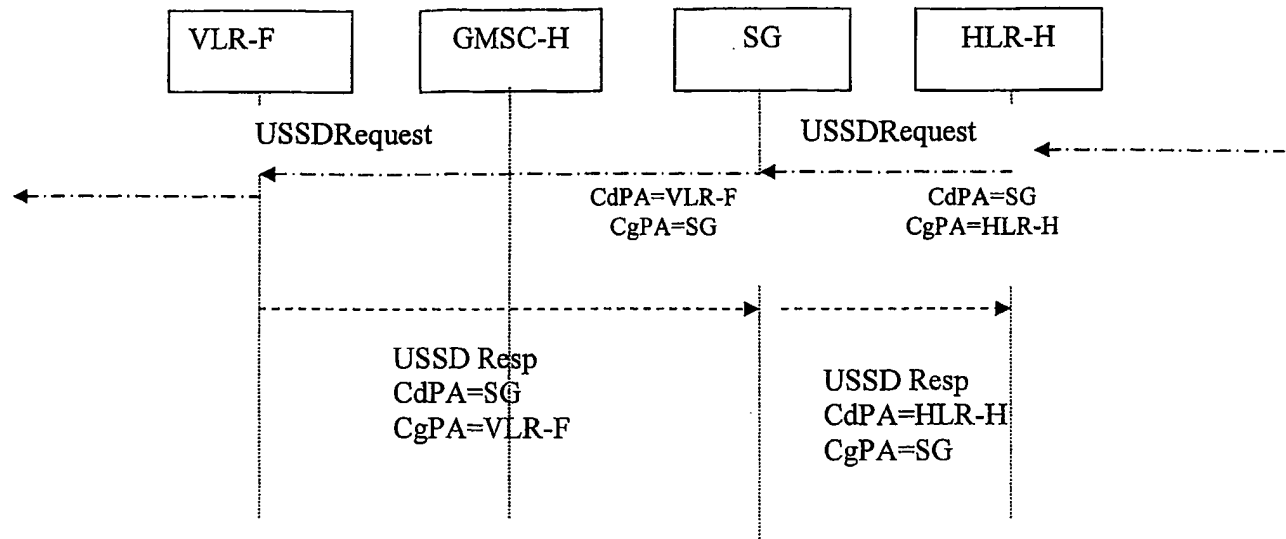 VLR-F
GMSC-H
SG
HLR-H
USSDRequest
USSDRequest
CdPA=VLR-F
CgPA=SG
CdPA=SG
CgPA=HLR-H
USSD Resp
CdPA=SG
CgPA=VLR-F
USSD Resp
CdPA=HLR-H
CgPA=SG